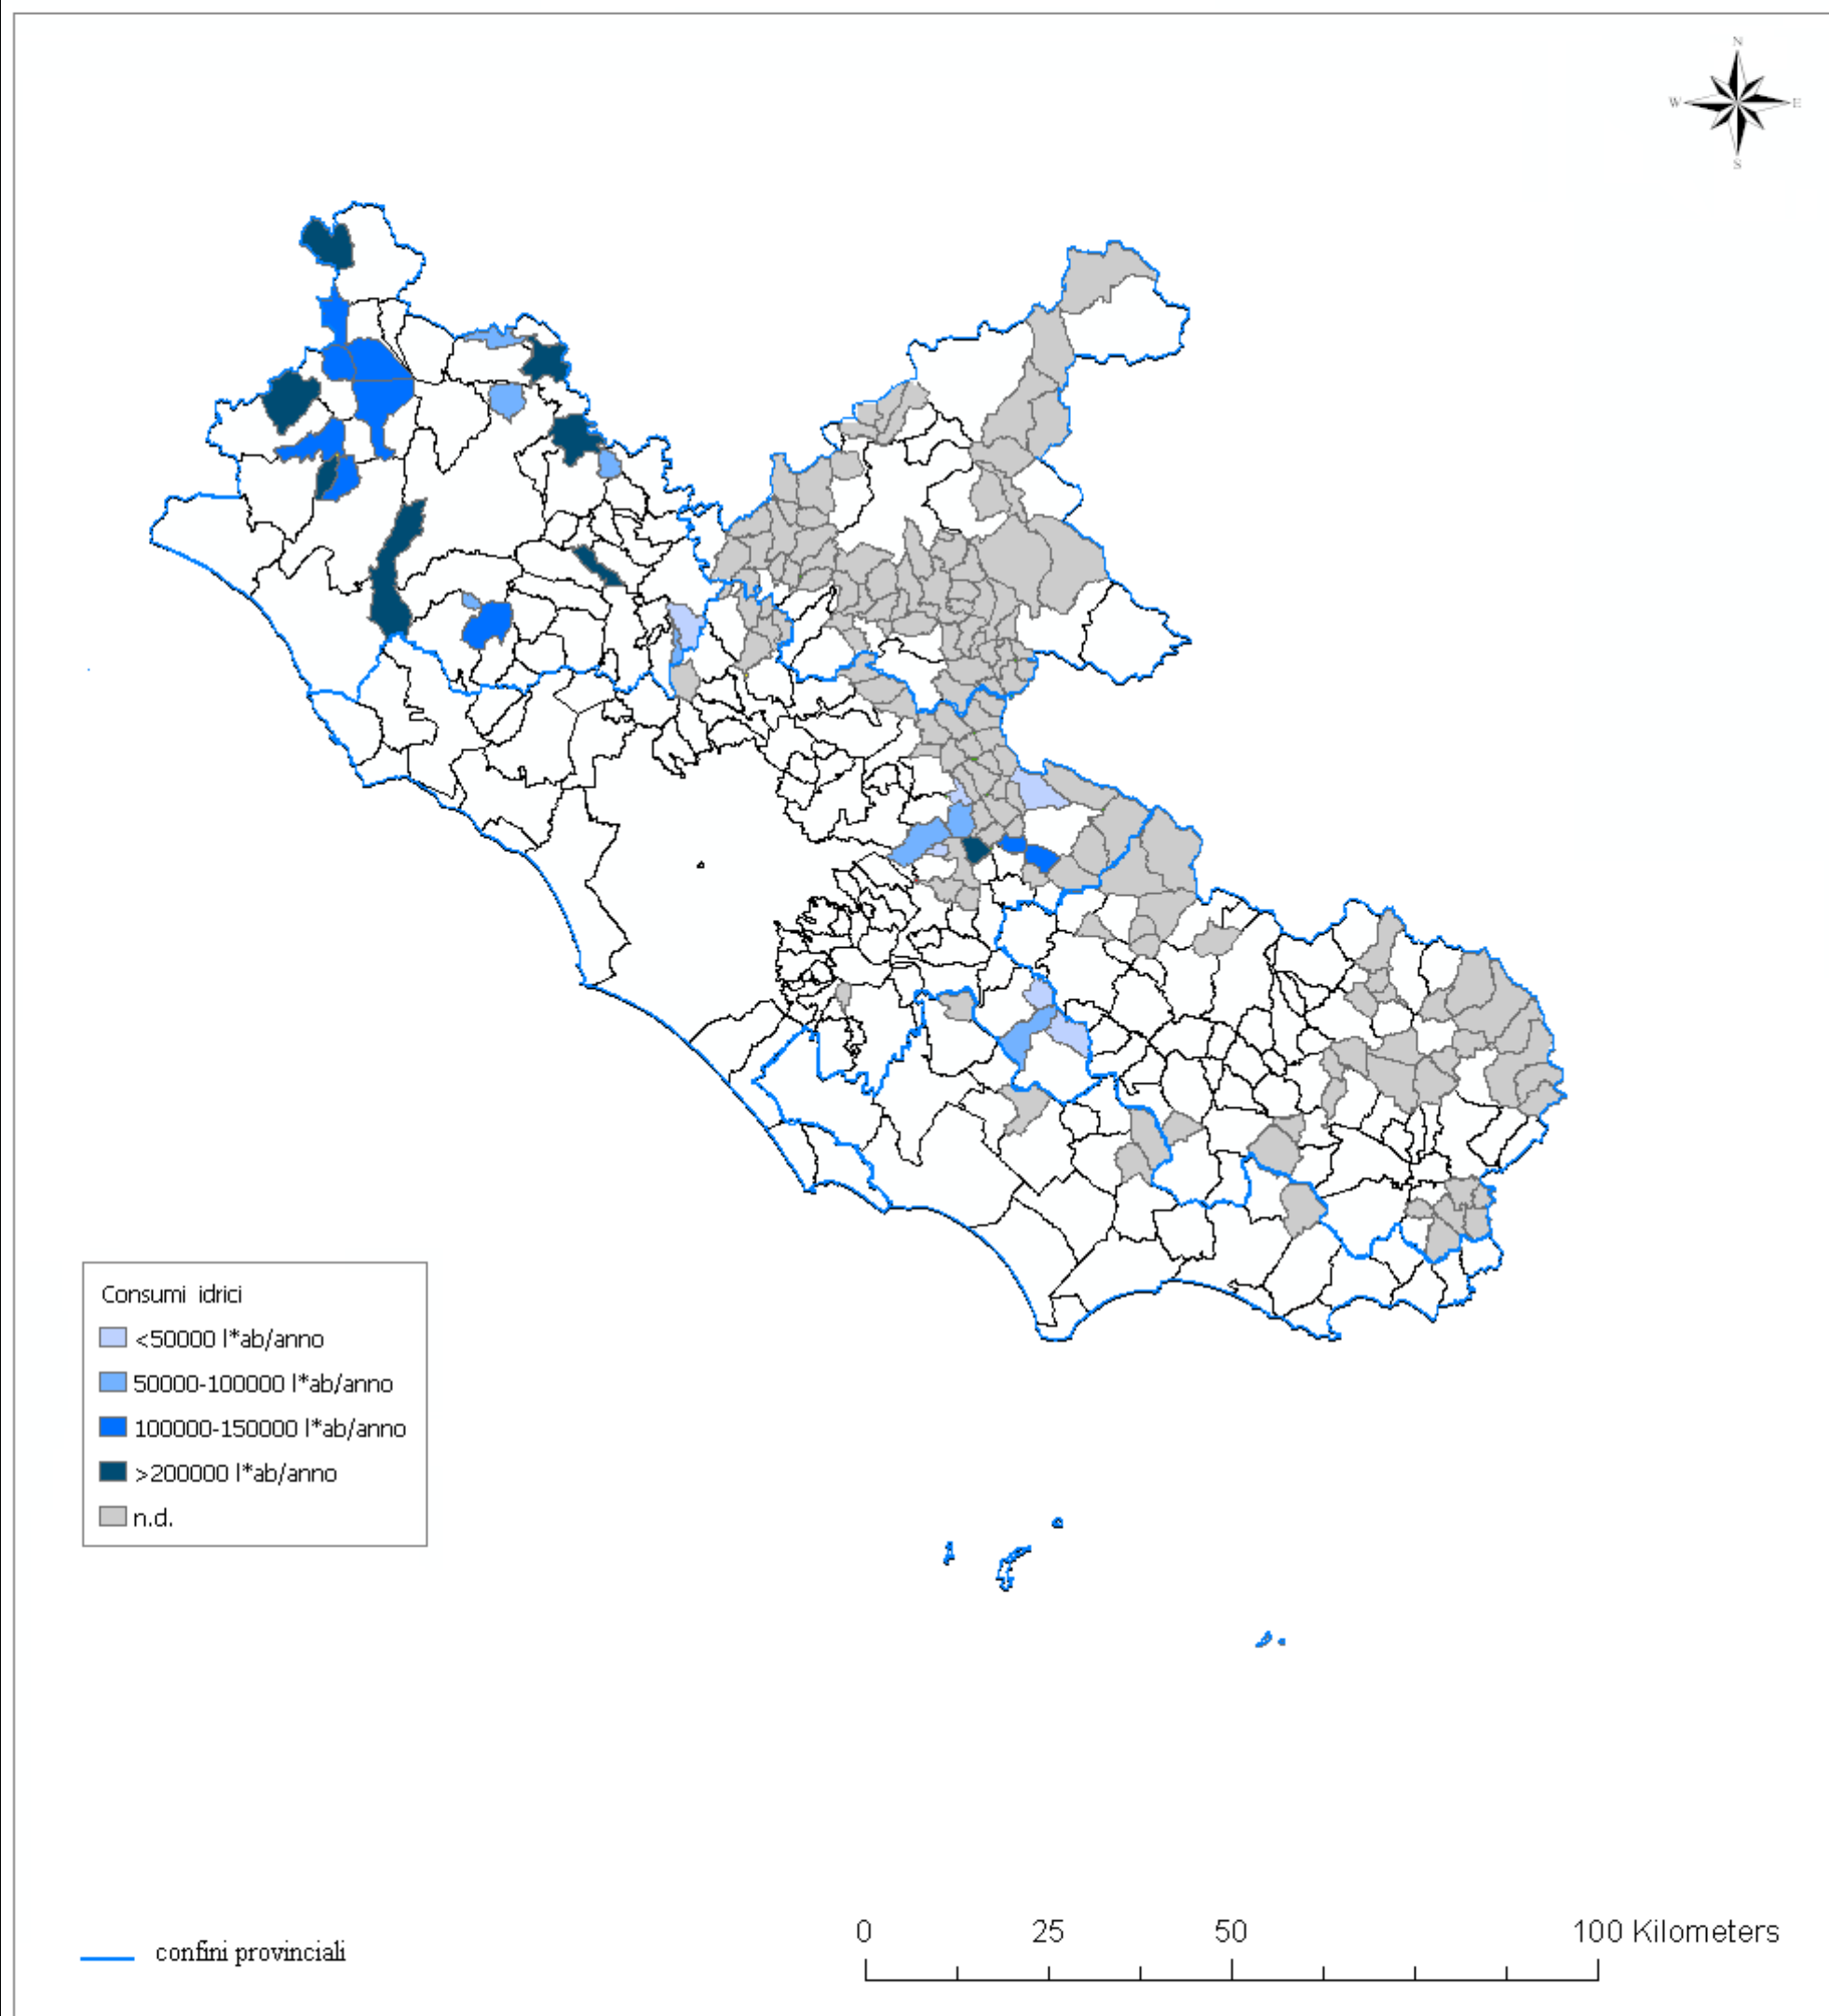 N
W E
S
Consumi idrici
<50000 l*ab/anno
50000-100000 l*ab/anno
100000-150000 l*ab/anno
>200000 l*ab/anno
n.d.
confini provinciali
0 25 50 100 Kilometers